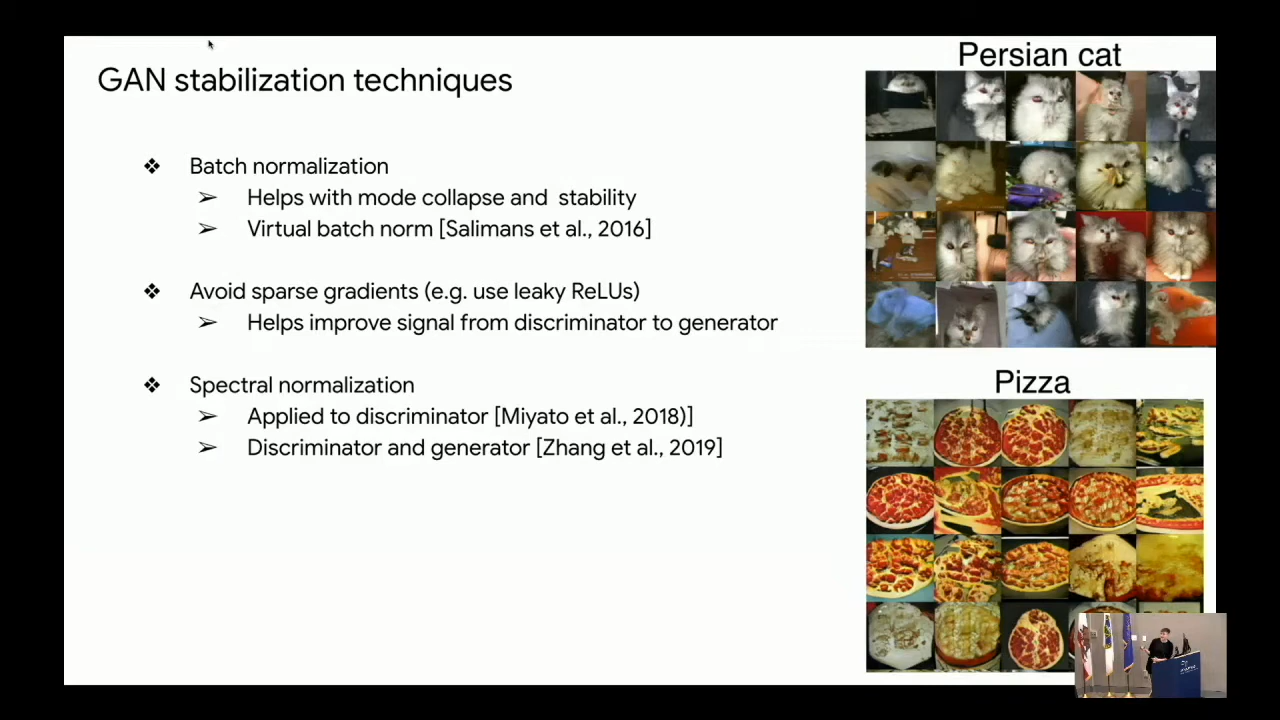 GAN stabilization techniques
❖ Batch normalization
➢ Helps with mode collapse and stability
➢ Virtual batch norm [Salimans et al., 2016]
❖ Avoid sparse gradients (e.g. use leaky ReLUs)
➢ Helps improve signal from discriminator to generator
❖ Spectral normalization
➢ Applied to discriminator [Miyato et al., 2018)]
➢ Discriminator and generator [Zhang et al., 2019]
Persian cat
Pizza